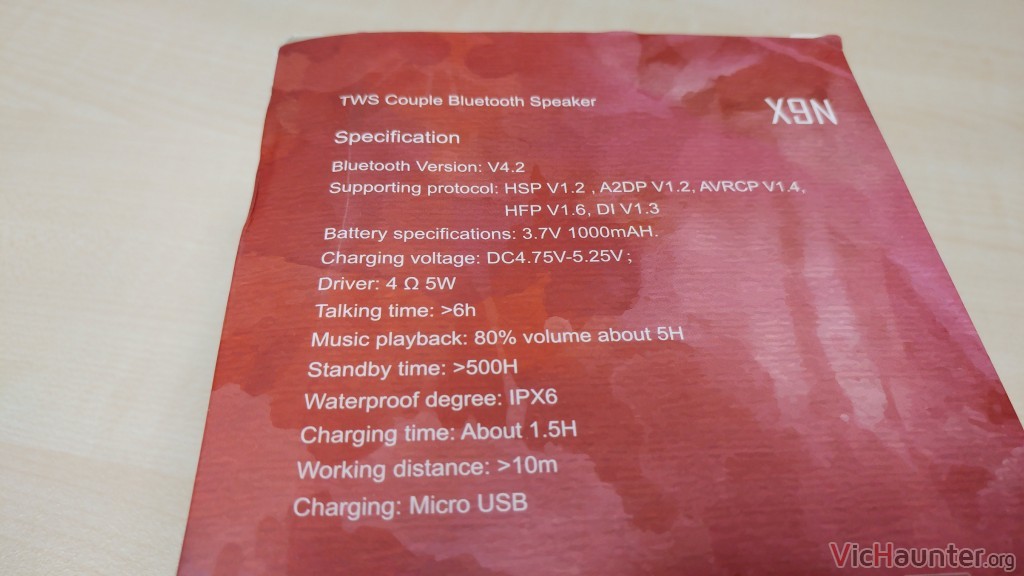 TWS Couple Bluetooth Speaker
X9N
Specification
Bluetooth Version: V4.2
Supporting protocol: HSP V1.2 , A2DP V1.2, AVRCP V1.4,
HFP V1.6, DI V1.3
Battery specifications: 3.7V 1000mAH.
Charging voltage: DC4.75V-5.25V ;
Driver: 4 Ω 5W
Talking time: >6h
Music playback: 80% volume about 5H
Standby time: >500H
Waterproof degree: IPX6
Charging time: About 1.5H
Working distance: >10m
Charging: Micro USB
VicHaunter.org